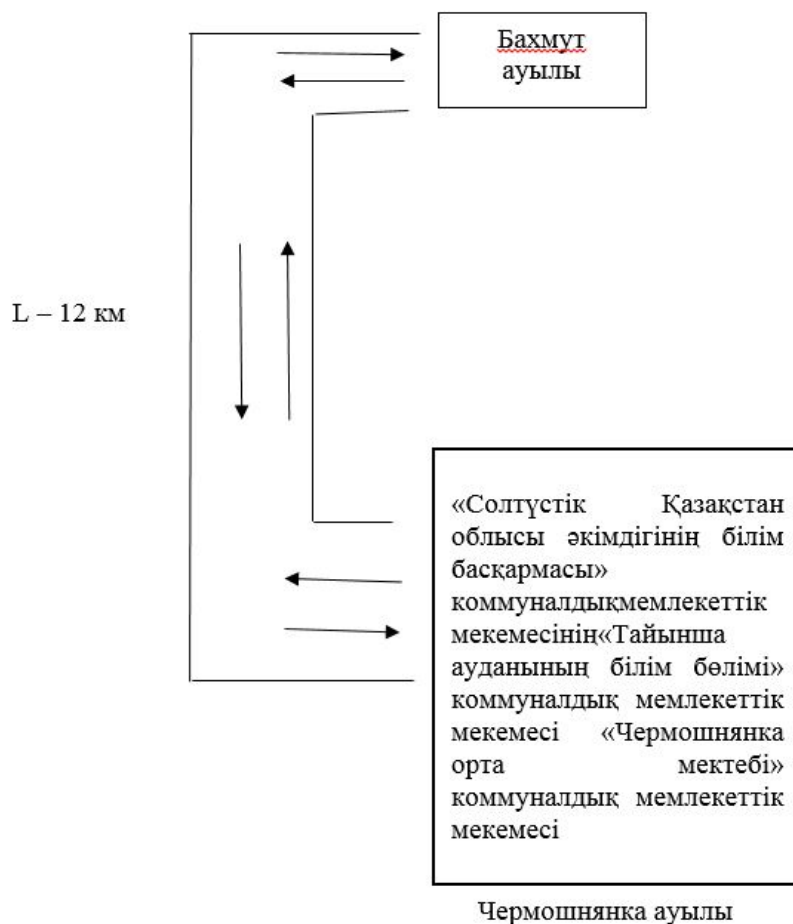 Бахмут
ауылы
L – 12 км
«Солтүстік Қазақстан
облысы әкімдігінің білім
басқармасы»
коммуналдықмемлекеттік
мекемесінің«Тайынша
ауданының білім бөлімі»
коммуналдық мемлекеттік
мекемесі «Чермошнянка
орта мектебі»
коммуналдық мемлекеттік
мекемесі
Чермошнянка ауылы